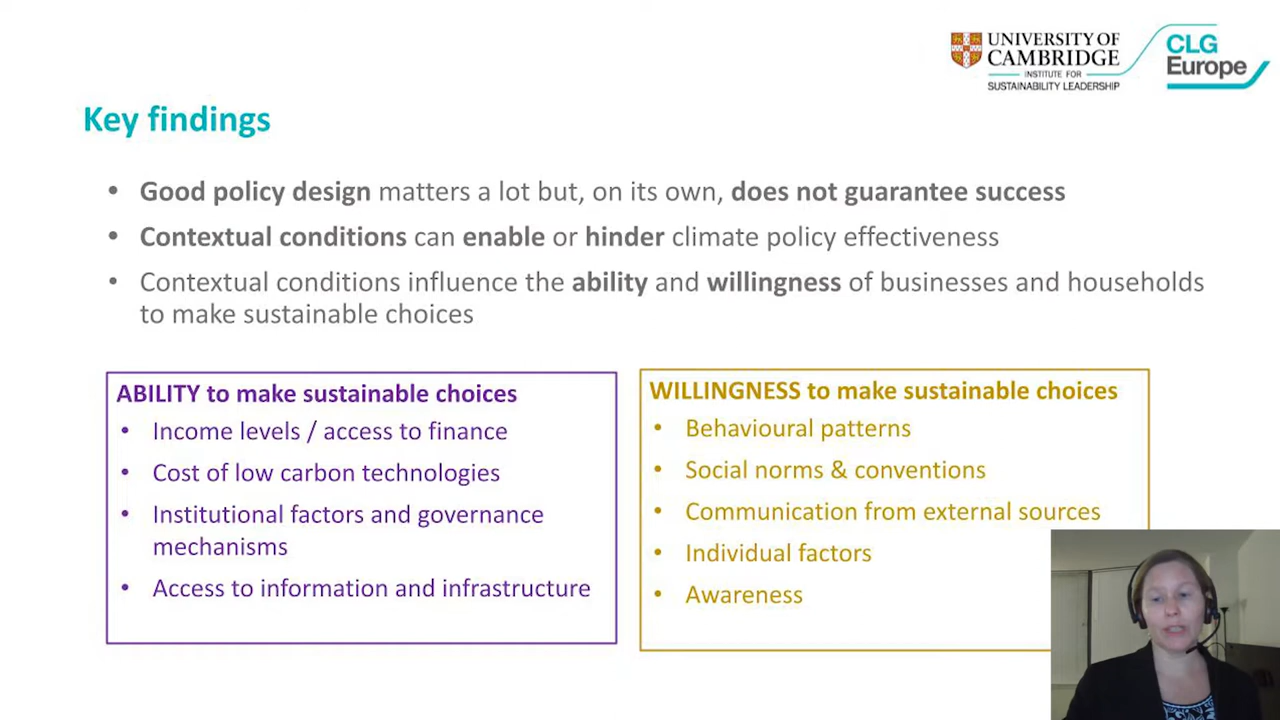 UNIVERSITY OF
CAMBRIDGE
INSTITUTE FOR
SUSTAINABILITY LEADERSHIP
CLG
Europe
Key findings
• Good policy design matters a lot but, on its own, does not guarantee success
• Contextual conditions can enable or hinder climate policy effectiveness
• Contextual conditions influence the ability and willingness of businesses and households
to make sustainable choices
ABILITY to make sustainable choices
• Income levels / access to finance
• Cost of low carbon technologies
• Institutional factors and governance
mechanisms
• Access to information and infrastructure
WILLINGNESS to make sustainable choices
• Behavioural patterns
• Social norms & conventions
• Communication from external sources
• Individual factors
• Awareness